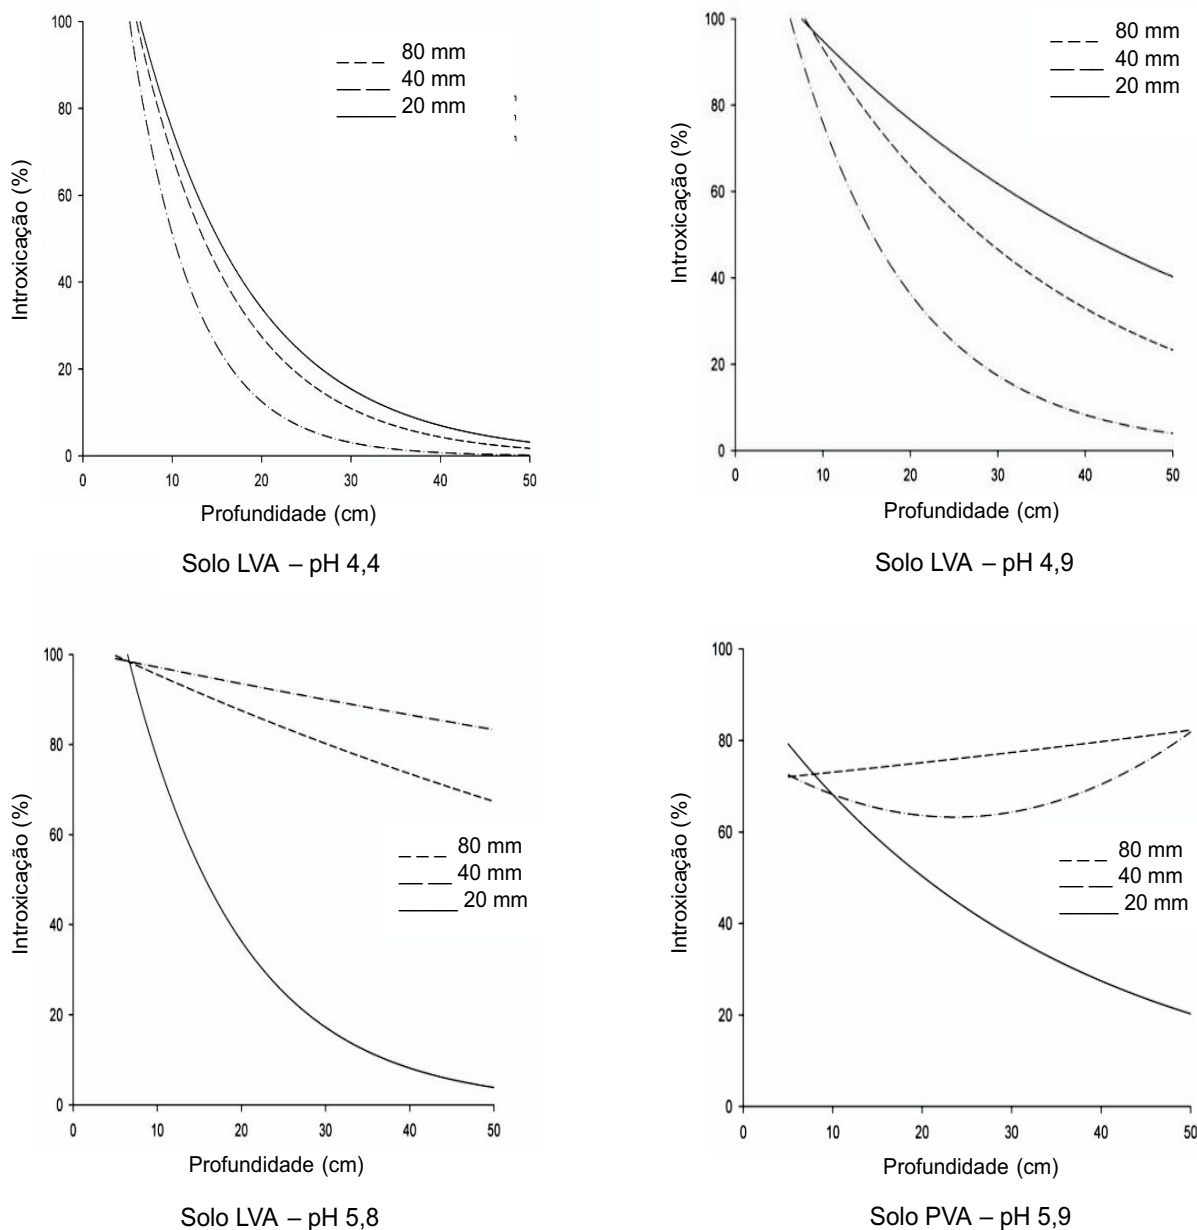 100
80
60
40
20
0
Introxicação (%)
80 mm
40 mm
20 mm
0 10 20 30 40 50
Profundidade (cm)
Solo LVA – pH 4,4
100
80
60
40
20
0
Introxicação (%)
80 mm
40 mm
20 mm
0 10 20 30 40 50
Profundidade (cm)
Solo LVA – pH 4,9
100
80
60
40
20
0
Introxicação (%)
80 mm
40 mm
20 mm
0 10 20 30 40 50
Profundidade (cm)
Solo LVA – pH 5,8
100
80
60
40
20
0
Introxicação (%)
80 mm
40 mm
20 mm
0 10 20 30 40 50
Profundidade (cm)
Solo PVA – pH 5,9